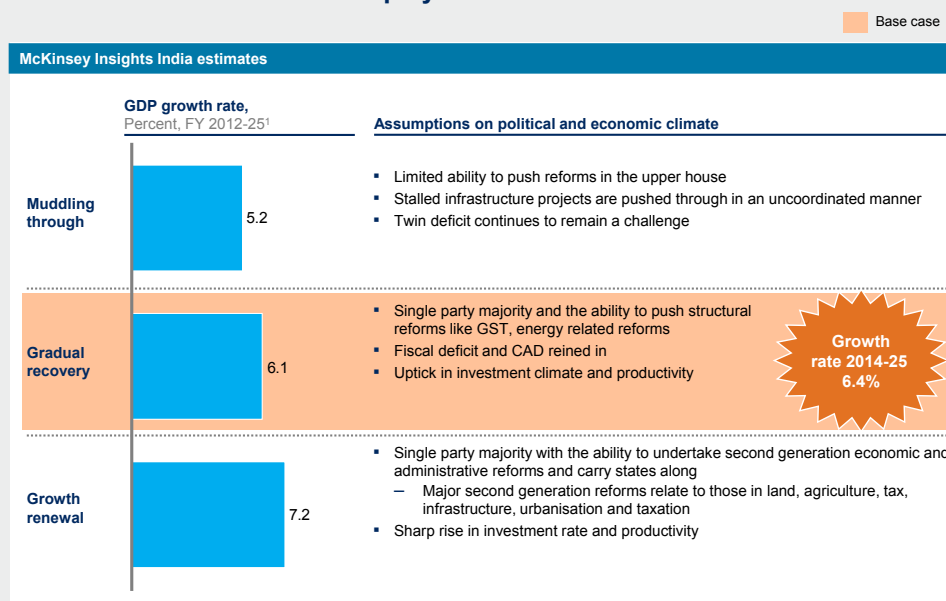 Base case
McKinsey Insights India estimates
GDP growth rate,
Percent, FY 2012-25¹
Assumptions on political and economic climate
Muddling
through
5.2
▪ Limited ability to push reforms in the upper house
▪ Stalled infrastructure projects are pushed through in an uncoordinated manner
▪ Twin deficit continues to remain a challenge
Gradual
recovery
6.1
▪ Single party majority and the ability to push structural
reforms like GST, energy related reforms
▪ Fiscal deficit and CAD reined in
▪ Uptick in investment climate and productivity
Growth
rate 2014-25
6.4%
Growth
renewal
7.2
▪ Single party majority with the ability to undertake second generation economic and
administrative reforms and carry states along
– Major second generation reforms relate to those in land, agriculture, tax,
infrastructure, urbanisation and taxation
▪ Sharp rise in investment rate and productivity